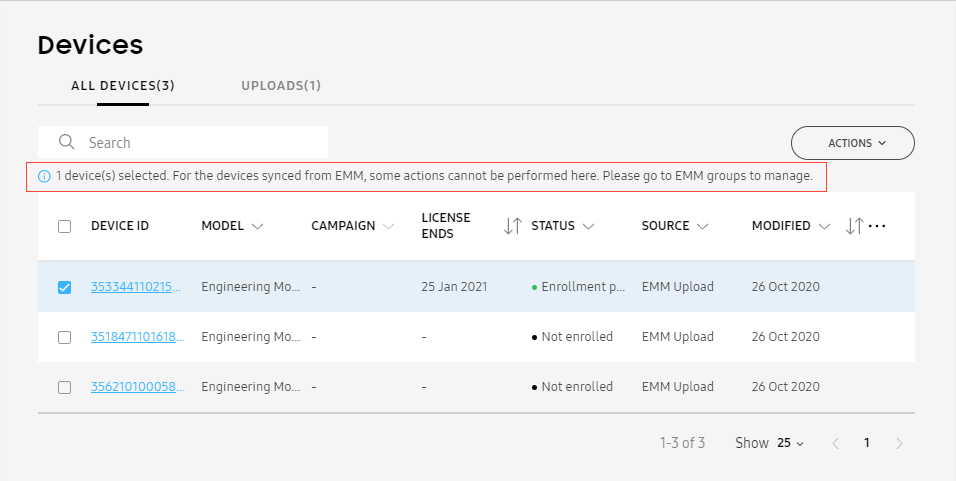 Devices
ALL DEVICES(3) UPLOADS(1)
Search ACTIONS
1 device(s) selected. For the devices synced from EMM, some actions cannot be performed here. Please go to EMM groups to manage.
DEVICE ID MODEL CAMPAIGN LICENSE ENDS STATUS SOURCE MODIFIED ...
353344110215... Engineering Mo... - 25 Jan 2021 Enrollment p... EMM Upload 26 Oct 2020
3518471101618... Engineering Mo... - - Not enrolled EMM Upload 26 Oct 2020
356210100058... Engineering Mo... - - Not enrolled EMM Upload 26 Oct 2020
1-3 of 3 Show 25 1